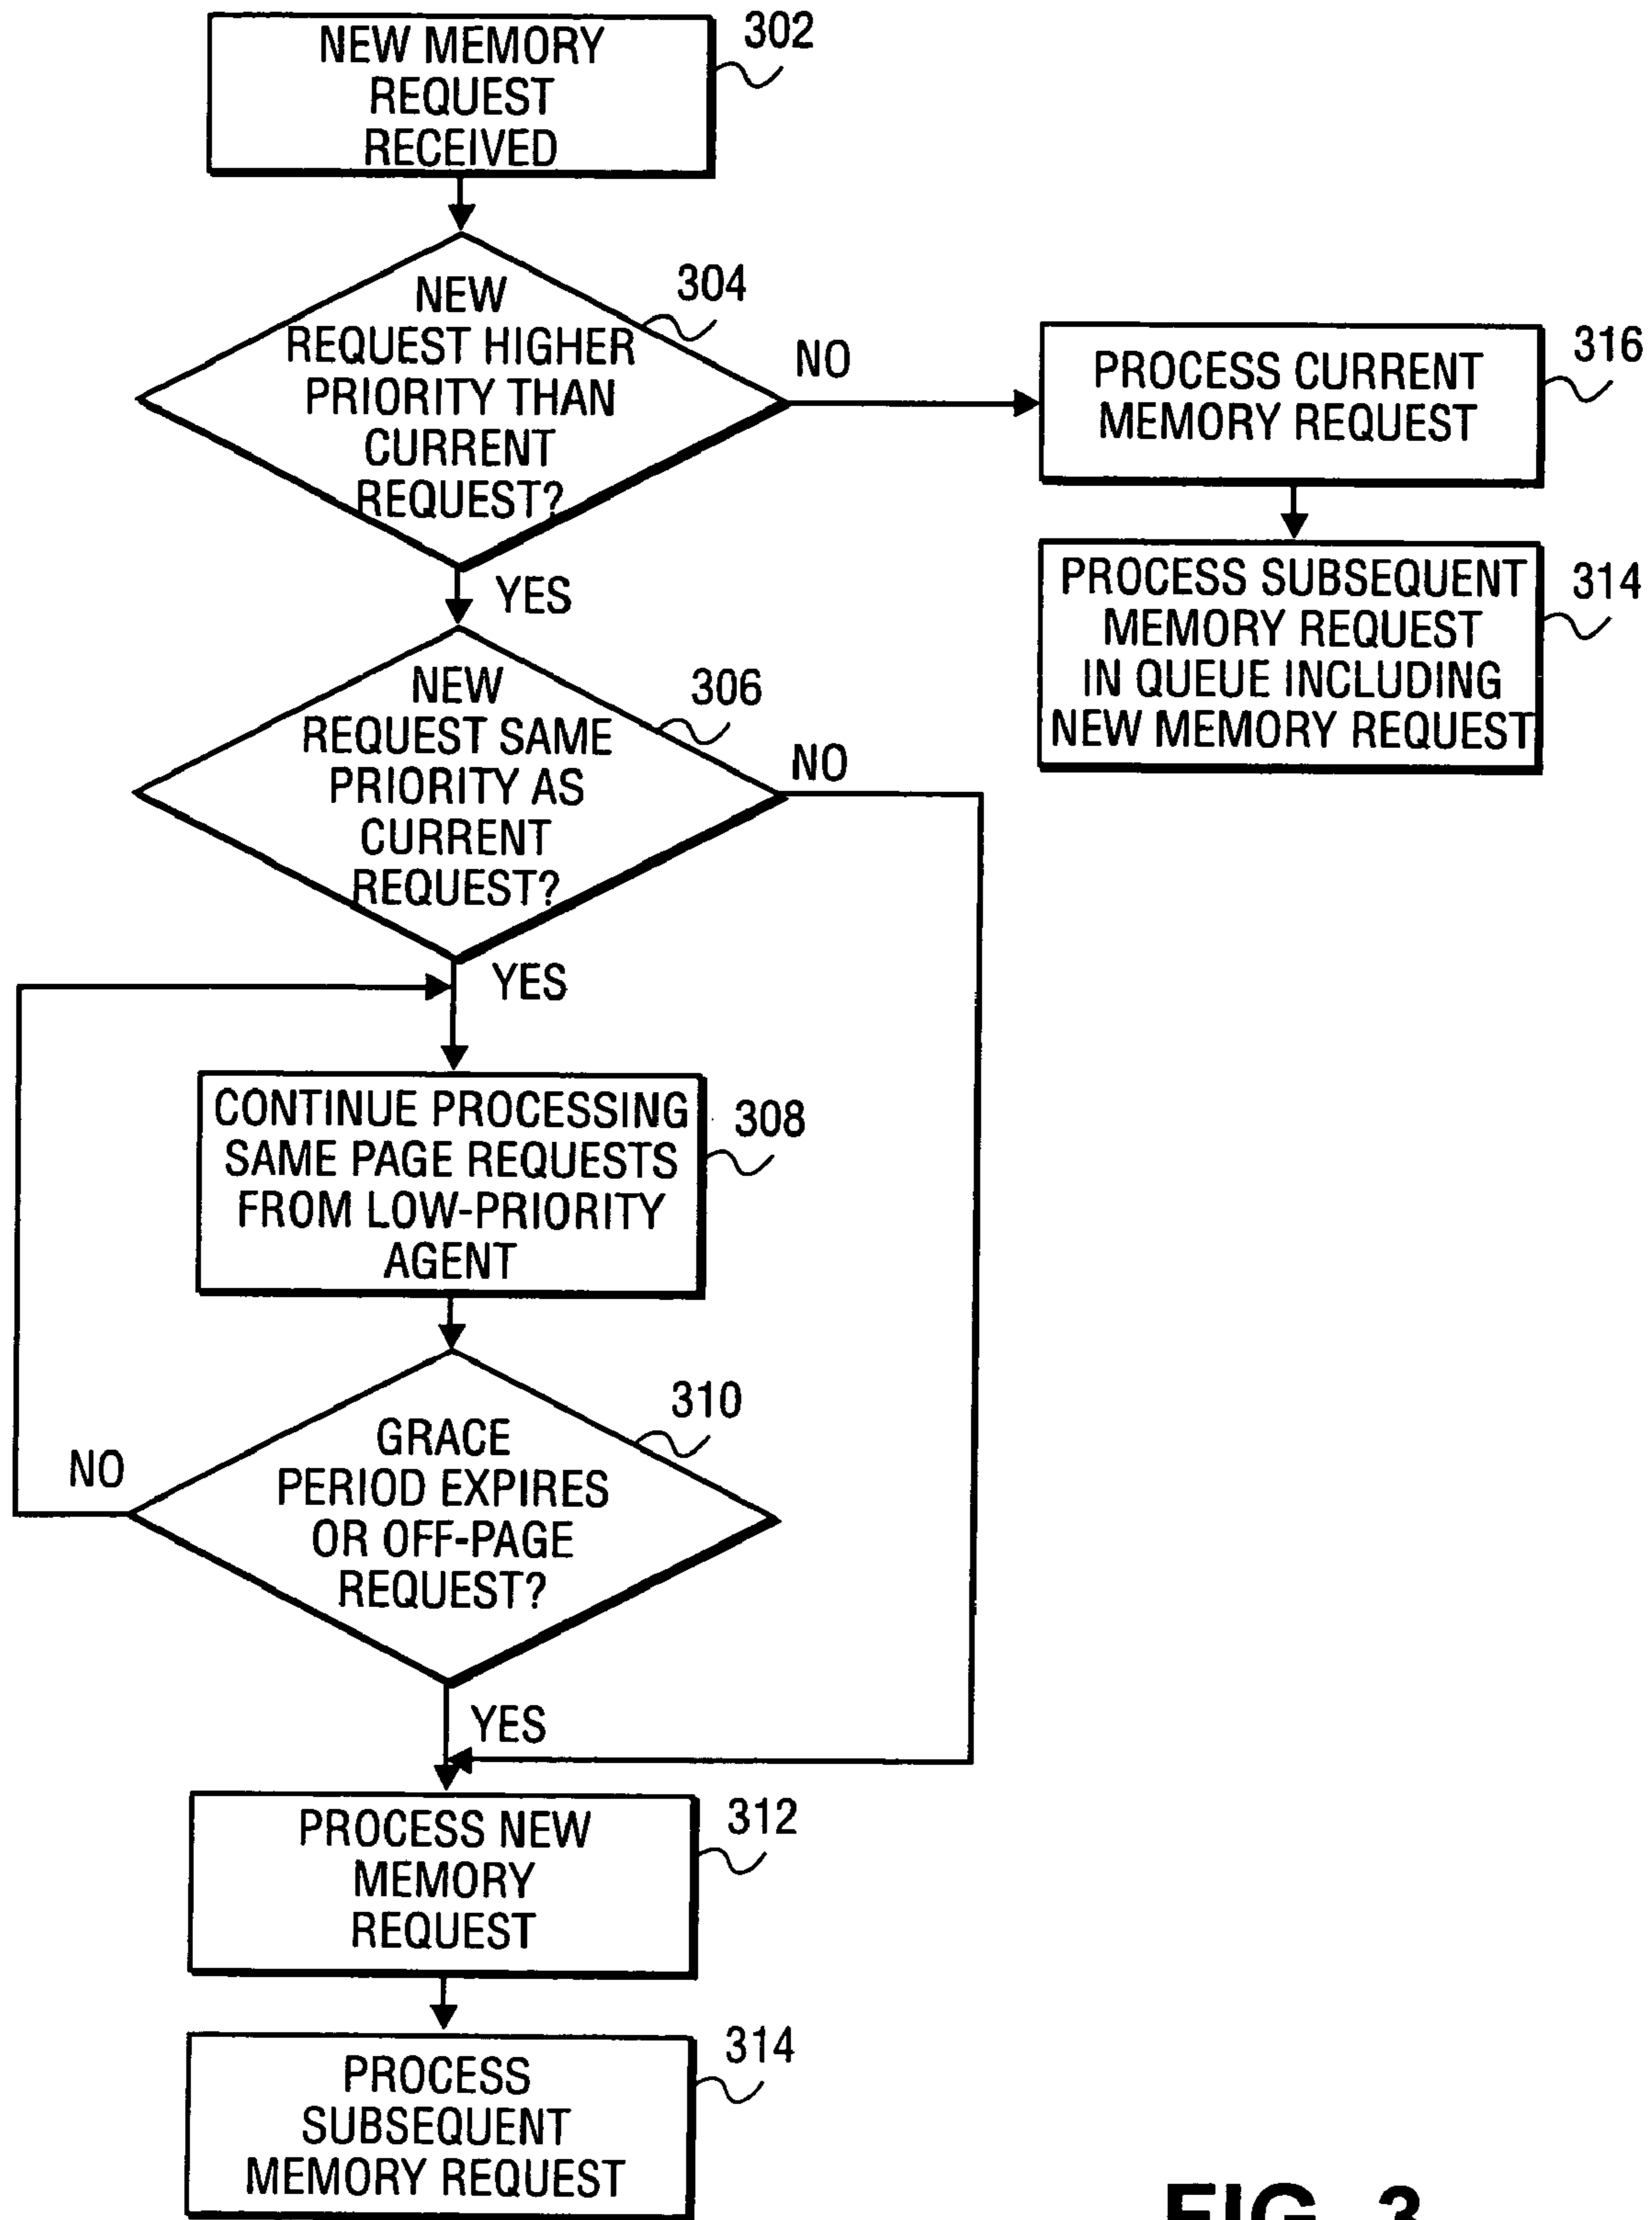 NEW MEMORY
REQUEST
RECEIVED
302
NEW
REQUEST HIGHER
PRIORITY THAN
CURRENT
REQUEST?
304
NO
PROCESS CURRENT
MEMORY REQUEST
316
PROCESS SUBSEQUENT
MEMORY REQUEST
IN QUEUE INCLUDING
NEW MEMORY REQUEST
314
YES
NEW
REQUEST SAME
PRIORITY AS
CURRENT
REQUEST?
306
NO
YES
CONTINUE PROCESSING
SAME PAGE REQUESTS
FROM LOW-PRIORITY
AGENT
308
GRACE
PERIOD EXPIRES
OR OFF-PAGE
REQUEST?
310
NO
YES
PROCESS NEW
MEMORY
REQUEST
312
PROCESS
SUBSEQUENT
MEMORY REQUEST
314
FIG. 3